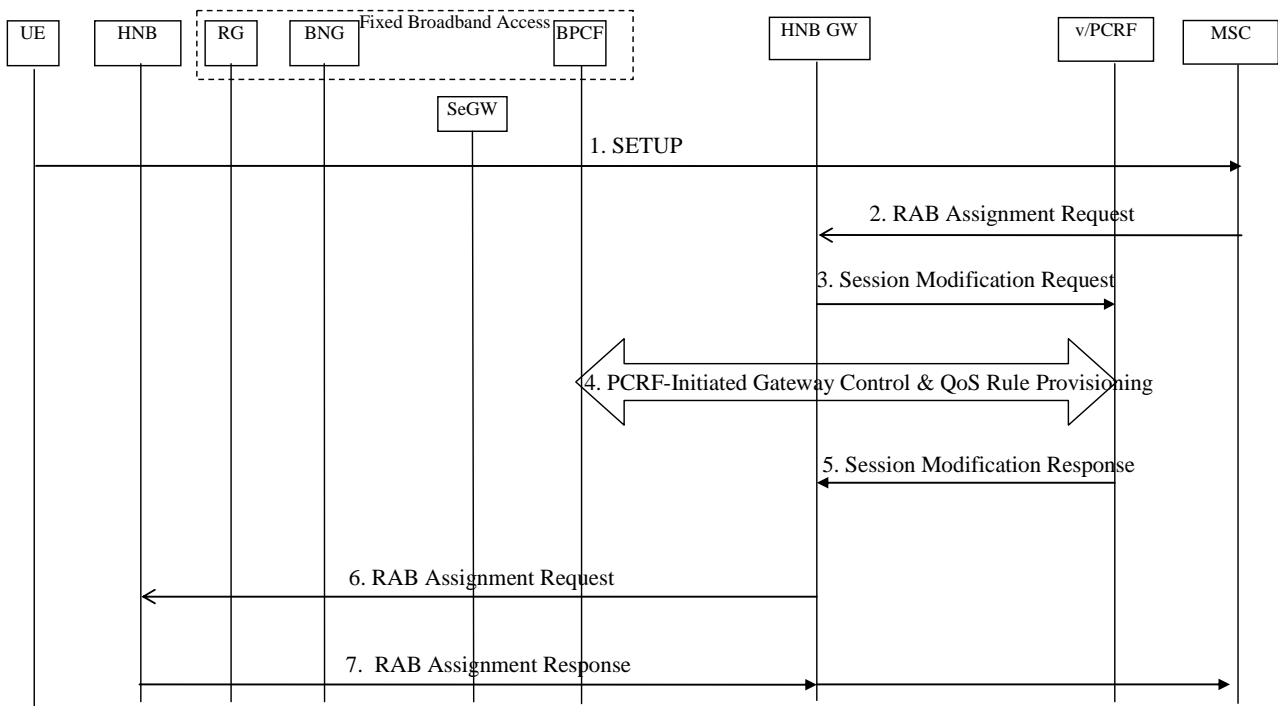 Fixed Broadband Access
UE
HNB
RG
BNG
BPCF
HNB GW
v/PCRF
MSC
SeGW
1. SETUP
2. RAB Assignment Request
3. Session Modification Request
4. PCRF-Initiated Gateway Control & QoS Rule Provisioning
5. Session Modification Response
6. RAB Assignment Request
7. RAB Assignment Response